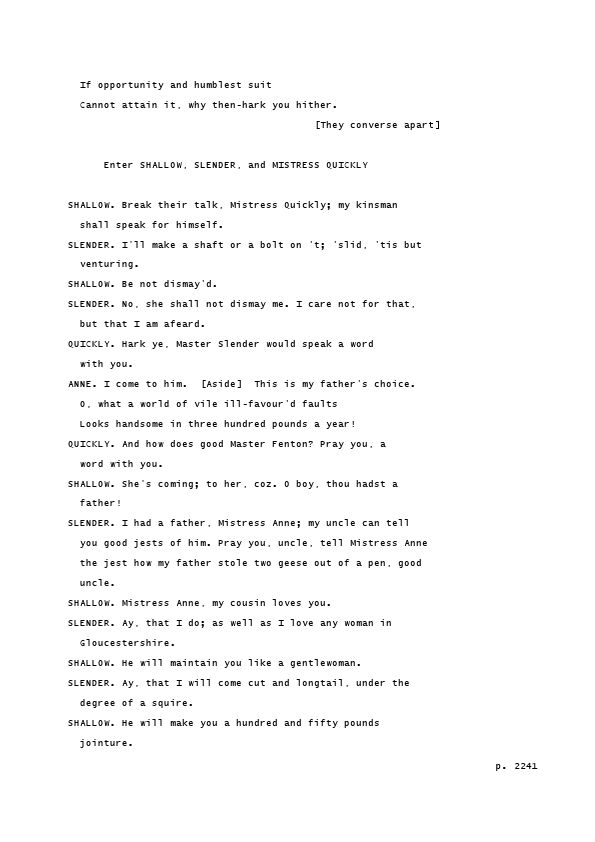 If opportunity and humblest suit
Cannot attain it, why then-hark you hither.
[They converse apart]
Enter SHALLOW, SLENDER, and MISTRESS QUICKLY
SHALLOW. Break their talk, Mistress Quickly; my kinsman
shall speak for himself.
SLENDER. I'll make a shaft or a bolt on 't; 'slid, 'tis but
venturing.
SHALLOW. Be not dismay'd.
SLENDER. No, she shall not dismay me. I care not for that,
but that I am afeard.
QUICKLY. Hark ye, Master Slender would speak a word
with you.
ANNE. I come to him.  [Aside]  This is my father's choice.
O, what a world of vile ill-favour'd faults
Looks handsome in three hundred pounds a year!
QUICKLY. And how does good Master Fenton? Pray you, a
word with you.
SHALLOW. She's coming; to her, coz. O boy, thou hadst a
father!
SLENDER. I had a father, Mistress Anne; my uncle can tell
you good jests of him. Pray you, uncle, tell Mistress Anne
the jest how my father stole two geese out of a pen, good
uncle.
SHALLOW. Mistress Anne, my cousin loves you.
SLENDER. Ay, that I do; as well as I love any woman in
Gloucestershire.
SHALLOW. He will maintain you like a gentlewoman.
SLENDER. Ay, that I will come cut and longtail, under the
degree of a squire.
SHALLOW. He will make you a hundred and fifty pounds
jointure.
p. 2241